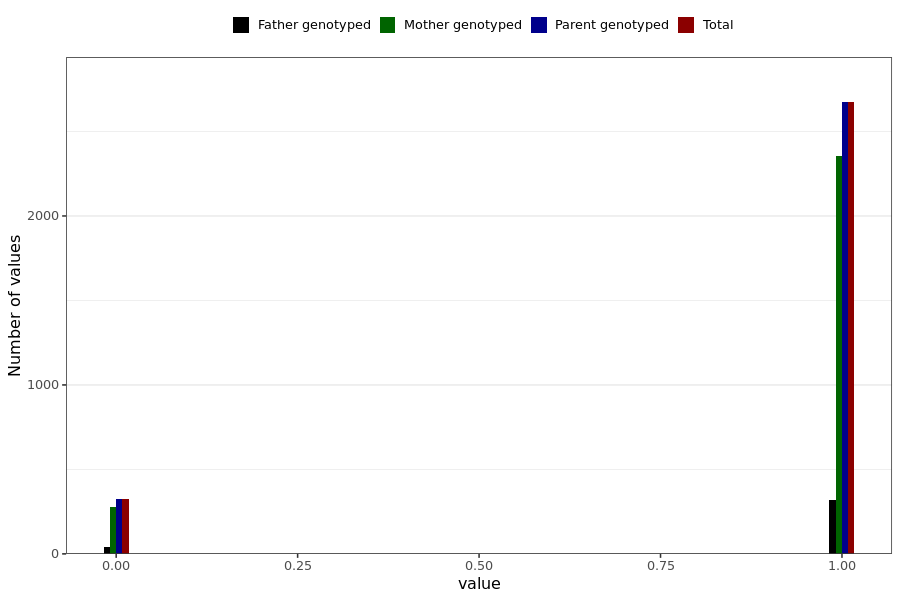 Father genotyped Mother genotyped Parent genotyped Total
Number of values
2000
1000
0
0.00 0.25 0.50 0.75 1.00
value